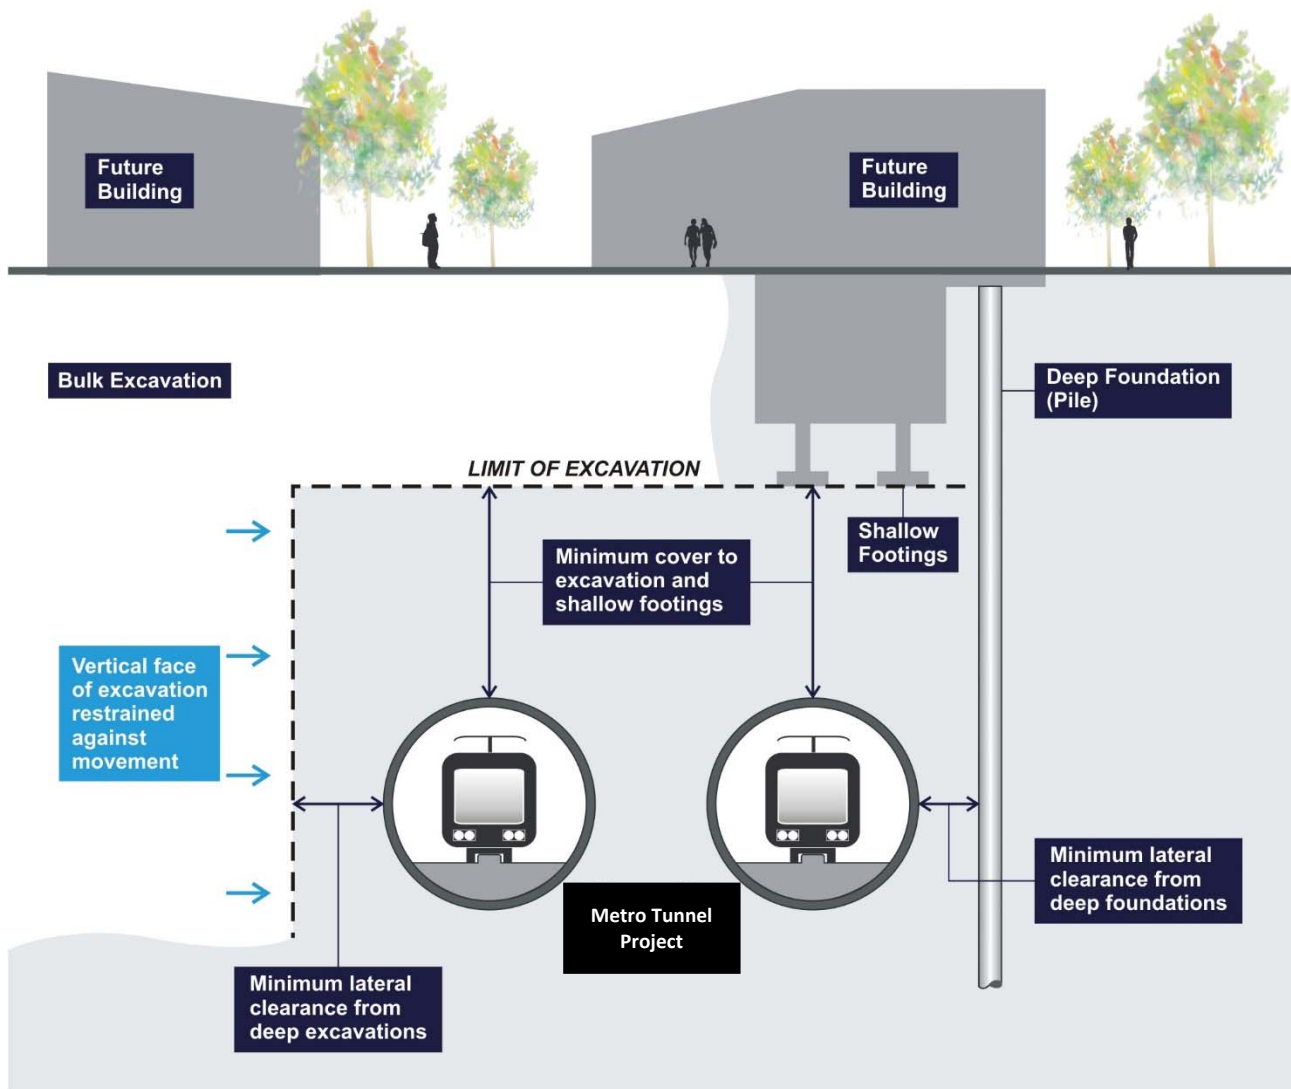 Future
Building
Future
Building
Bulk Excavation
Deep Foundation
(Pile)
LIMIT OF EXCAVATION
Shallow
Footings
Minimum cover to
excavation and
shallow footings
Vertical face
of excavation
restrained
against
movement
Minimum lateral
clearance from
deep foundations
Metro Tunnel
Project
Minimum lateral
clearance from
deep excavations